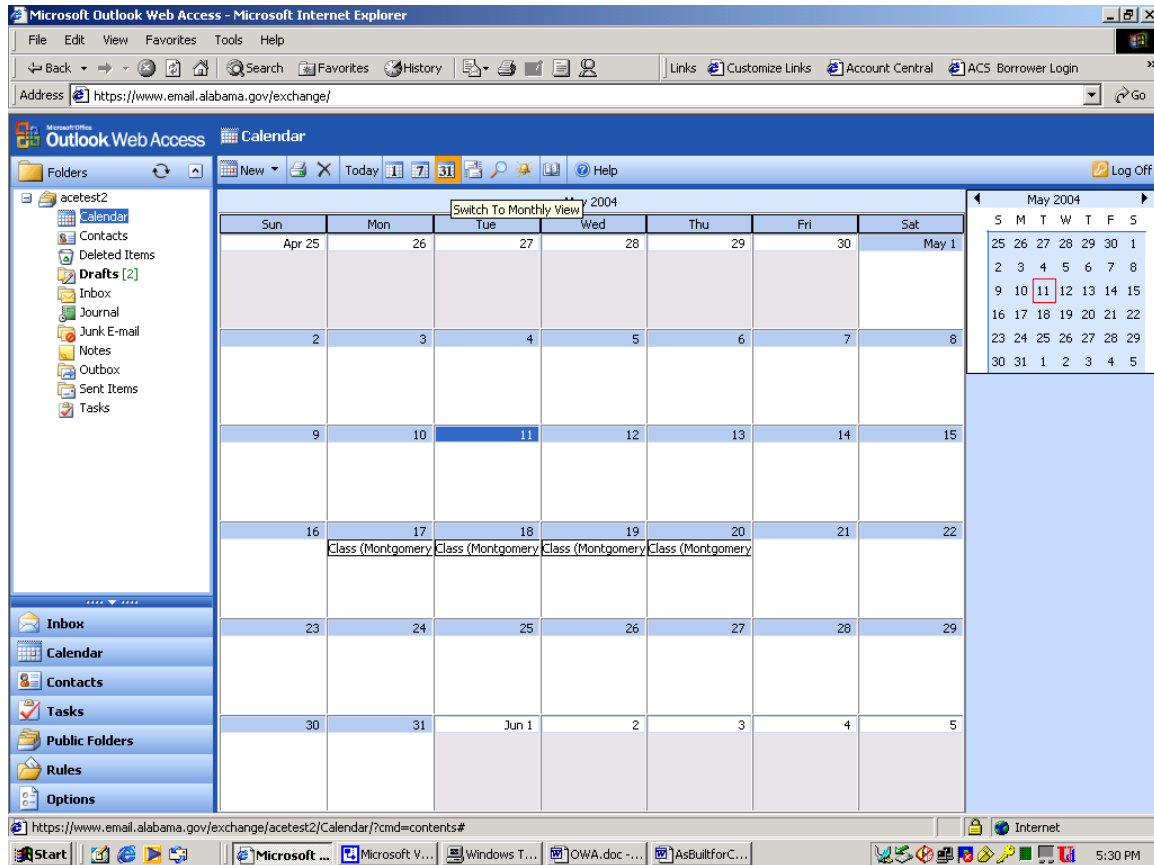 Microsoft Outlook Web Access - Microsoft Internet Explorer
File Edit View Favorites Tools Help
Back Search Favorites History Links Customize Links Account Central ACS Borrower Login »
Address https://www.email.alabama.gov/exchange/ Go
Microsoft Office
Outlook Web Access Calendar
Folders New Today 1 7 31 Help Log Off
acetest2
Calendar
Contacts
Deleted Items
Drafts [2]
Inbox
Journal
Junk E-mail
Notes
Outbox
Sent Items
Tasks
Inbox
Calendar
Contacts
Tasks
Public Folders
Rules
Options
2004
Switch To Monthly View
Sun Mon Tue Wed Thu Fri Sat
Apr 25 26 27 28 29 30 May 1
2 3 4 5 6 7 8
9 10 11 12 13 14 15
16 17 18 19 20 21 22
Class (Montgomery Class (Montgomery Class (Montgomery Class (Montgomery
23 24 25 26 27 28 29
30 31 Jun 1 2 3 4 5
May 2004
S M T W T F S
25 26 27 28 29 30 1
2 3 4 5 6 7 8
9 10 11 12 13 14 15
16 17 18 19 20 21 22
23 24 25 26 27 28 29
30 31 1 2 3 4 5
https://www.email.alabama.gov/exchange/acetest2/Calendar/?cmd=contents# Internet
Start Microsoft ... Microsoft V... Windows T... OWA.doc -... AsBuiltforC... 5:30 PM